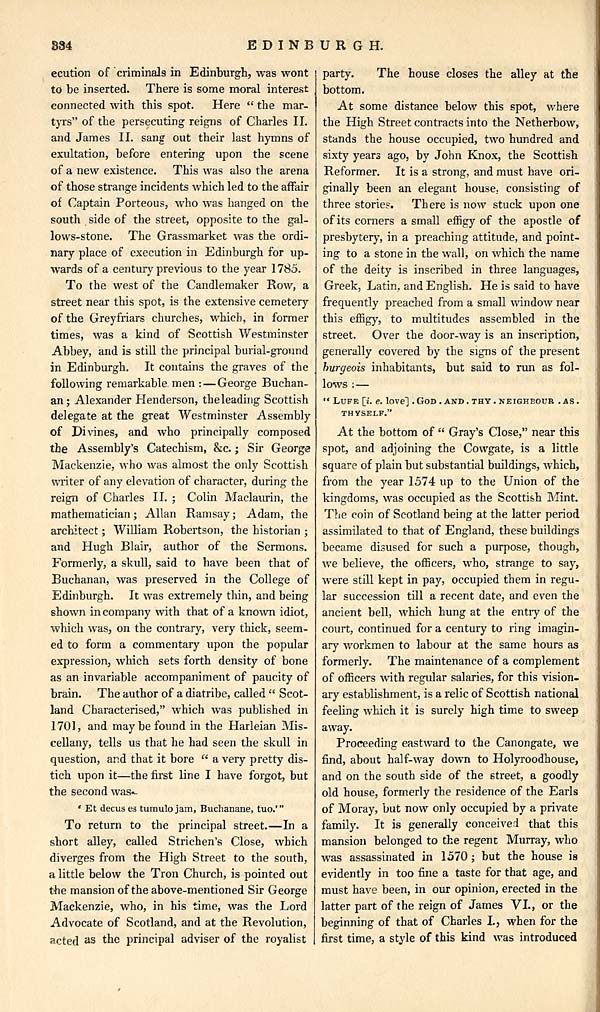 334
EDINBURGH.
ecution of criminals in Edinburgh, was wont
to be inserted. There is some moral interest
connected with this spot. Here “ the mar-
tyrs” of the persecuting reigns of Charles II.
and James II. sang out their last hymns of
exultation, before entering upon the scene
of a new existence. This was also the arena
of those strange incidents which led to the affair
of Captain Porteous, who was hanged on the
south side of the street, opposite to the gal-
lows-stone. The Grassmarket was the ordi-
nary place of execution in Edinburgh for up-
wards of a century previous to the year 1785.
To the west of the Candlemaker Row, a
street near this spot, is the extensive cemetery
of the Greyfriars churches, which, in former
times, was a kind of Scottish Westminster
Abbey, and is still the principal burial-ground
in Edinburgh. It contains the graves of the
following remarkable men :—George Buchan-
an ; Alexander Henderson, the leading Scottish
delegate at the great Westminster Assembly
of Divines, and who principally composed
the Assembly's Catechism, &c. ; Sir George
Mackenzie, who was almost the only Scottish
writer of any elevation of character, during the
reign of Charles II. ; Colin Maclaurin, the
mathematician ; Allan Ramsay ; Adam, the
architect ; William Robertson, the historian ;
and Hugh Blair, author of the Sermons.
Formerly, a skull, said to have been that of
Buchanan, was preserved in the College of
Edinburgh. It was extremely thin, and being
shown in company with that of a known idiot,
which was, on the contrary, very thick, seem-
ed to form a commentary upon the popular
expression, which sets forth density of bone
as an invariable accompaniment of paucity of
brain. The author of a diatribe, called “ Scot-
land Characterised,” which was published in
1701, and may be found in the Harleian Mis-
cellany, tells us that he had seen the skull in
question, and that it bore “ a very pretty dis-
tich upon it—the first line I have forgot, but
the second was—
‘ Et decus es tumulo jam, Buchanane, tuo.’”
To return to the principal street.—In a
short alley, called Strichen's Close, which
diverges from the High Street to the south,
a little below the Tron Church, is pointed out
the mansion of the above-mentioned Sir George
Mackenzie, who, in his time, was the Lord
Advocate of Scotland, and at the Revolution,
acted as the principal adviser of the royalist
party. The house closes the alley at the
bottom.
At some distance below this spot, where
the High Street contracts into the Netherbow,
stands the house occupied, two hundred and
sixty years ago, by John Knox, the Scottish
Reformer. It is a strong, and must have ori-
ginally been an elegant house, consisting of
three stories. There is now stuck upon one
of its corners a small effigy of the apostle of
presbytery, in a preaching attitude, and point-
ing to a stone in the wall, on which the name
of the deity is inscribed in three languages,
Greek, Latin, and English. He is said to have
frequently preached from a small window near
this effigy, to multitudes assembled in the
street. Over the door-way is an inscription,
generally covered by the signs of the present
burgeois inhabitants, but said to run as fol-
lows :—
“ LUFE [i. e. love] . GOD . AND . THY . NEIGHBOUR . AS .
THYSELF.”
At the bottom of “ Gray's Close,” near this
spot, and adjoining the Cowgate, is a little
square of plain but substantial buildings, which,
from the year 1574 up to the Union of the
kingdoms, was occupied as the Scottish Mint.
The coin of Scotland being at the latter period
assimilated to that of England, these buildings
became disused for such a purpose, though,
we believe, the officers, who, strange to say,
were still kept in pay, occupied them in regu-
lar succession till a recent date, and even the
ancient bell, which hung at the entry of the
court, continued for a century to ring imagin-
ary workmen to labour at the same hours as
formerly. The maintenance of a complement
of officers with regular salaries, for this vision-
ary establishment, is a relic of Scottish national
feeling which it is surely high time to sweep
away.
Proceeding eastward to the Canongate, we
find, about half-way down to Holyroodhouse,
and on the south side of the street, a goodly
old house, formerly the residence of the Earls
of Moray, but now only occupied by a private
family. It is generally conceived that this
mansion belonged to the regent Murray, who
was assassinated in 1570 ; but the house is
evidently in too fine a taste for that age, and
must have been, in our opinion, erected in the
latter part of the reign of James VI., or the
beginning of that of Charles I., when for the
first time, a style of this kind was introduced